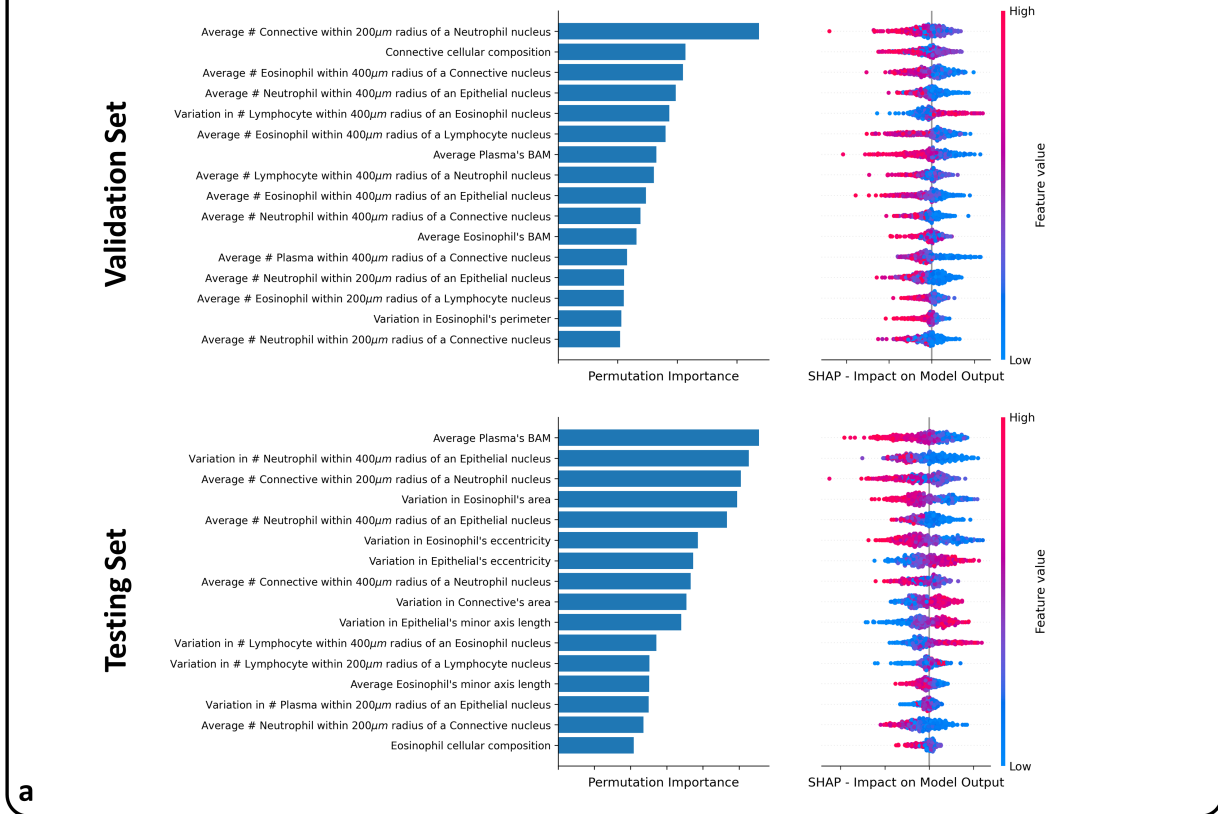 Validation Set
Average # Connective within 200μm radius of a Neutrophil nucleus
Connective cellular composition
Average # Eosinophil within 400μm radius of a Connective nucleus
Average # Neutrophil within 400μm radius of an Epithelial nucleus
Variation in # Lymphocyte within 400μm radius of an Eosinophil nucleus
Average # Eosinophil within 400μm radius of a Lymphocyte nucleus
Average Plasma's BAM
Average # Lymphocyte within 400μm radius of a Neutrophil nucleus
Average # Eosinophil within 400μm radius of an Epithelial nucleus
Average # Neutrophil within 400μm radius of a Connective nucleus
Average Eosinophil's BAM
Average # Plasma within 400μm radius of a Connective nucleus
Average # Neutrophil within 200μm radius of an Epithelial nucleus
Average # Eosinophil within 200μm radius of a Lymphocyte nucleus
Variation in Eosinophil's perimeter
Average # Neutrophil within 200μm radius of a Connective nucleus
Permutation Importance
SHAP - Impact on Model Output
High
Feature value
Low
Testing Set
Average Plasma's BAM
Variation in # Neutrophil within 400μm radius of an Epithelial nucleus
Average # Connective within 200μm radius of a Neutrophil nucleus
Variation in Eosinophil's area
Average # Neutrophil within 400μm radius of an Epithelial nucleus
Variation in Eosinophil's eccentricity
Variation in Epithelial's eccentricity
Average # Connective within 400μm radius of a Neutrophil nucleus
Variation in Connective's area
Variation in Epithelial's minor axis length
Variation in # Lymphocyte within 400μm radius of an Eosinophil nucleus
Variation in # Lymphocyte within 200μm radius of a Lymphocyte nucleus
Average Eosinophil's minor axis length
Variation in # Plasma within 200μm radius of an Epithelial nucleus
Average # Neutrophil within 200μm radius of a Connective nucleus
Eosinophil cellular composition
Permutation Importance
SHAP - Impact on Model Output
High
Feature value
Low
a